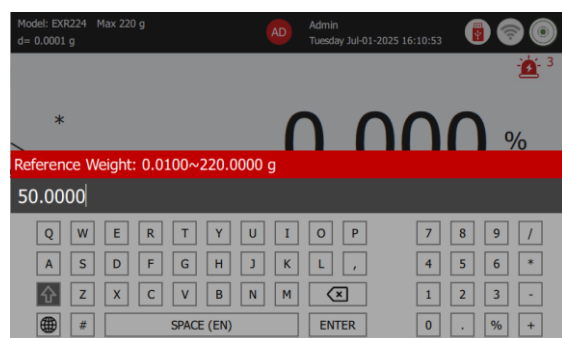 Model: EXR224 Max 220 g
d= 0.0001 g
AD
Admin
Tuesday Jul-01-2025 16:10:53
3
*
0.000 %
Reference Weight: 0.0100~220.0000 g
50.0000
Q W E R T Y U I O P 7 8 9 /
A S D F G H J K L , 4 5 6 *
Z X C V B N M 1 2 3 -
# SPACE (EN) ENTER 0 . % +